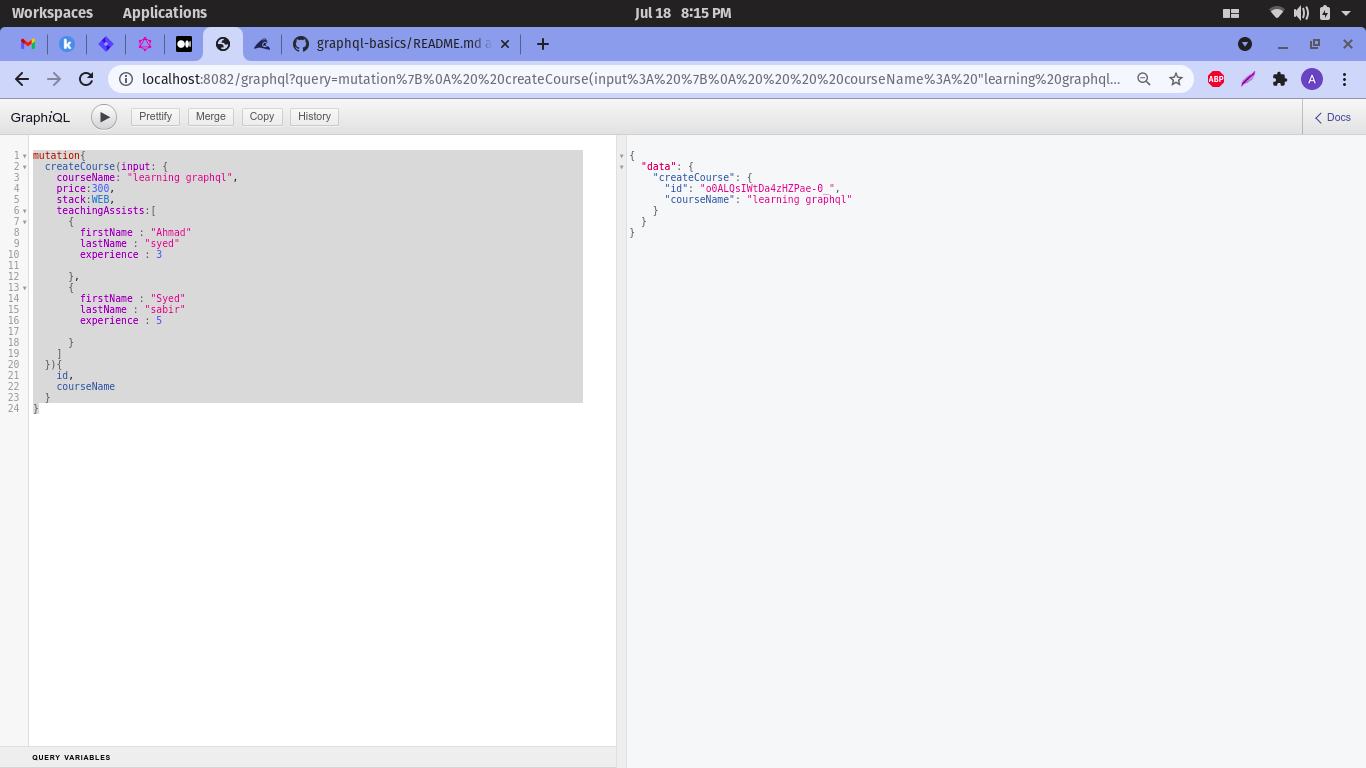 Workspaces Applications Jul 18 8:15 PM
graphql-basics/README.md a
localhost:8082/graphql?query=mutation%7B%0A%20%20createCourse(input%3A%20%7B%0A%20%20%20%20courseName%3A%20"learning%20graphql... ABP A
GraphiQL Prettify Merge Copy History Docs
1 mutation{
2 createCourse(input: {
3 courseName: "learning graphql",
4 price:300,
5 stack:WEB,
6 teachingAssists:[
7 {
8 firstName : "Ahmad"
9 lastName : "syed"
10 experience : 3
11
12 },
13 {
14 firstName : "Syed"
15 lastName : "sabir"
16 experience : 5
17
18 }
19 ]
20 }){
21 id,
22 courseName
23 }
24 }
{
"data": {
"createCourse": {
"id": "o0ALQsIWtDa4zHZPae-0_",
"courseName": "learning graphql"
}
}
}
QUERY VARIABLES